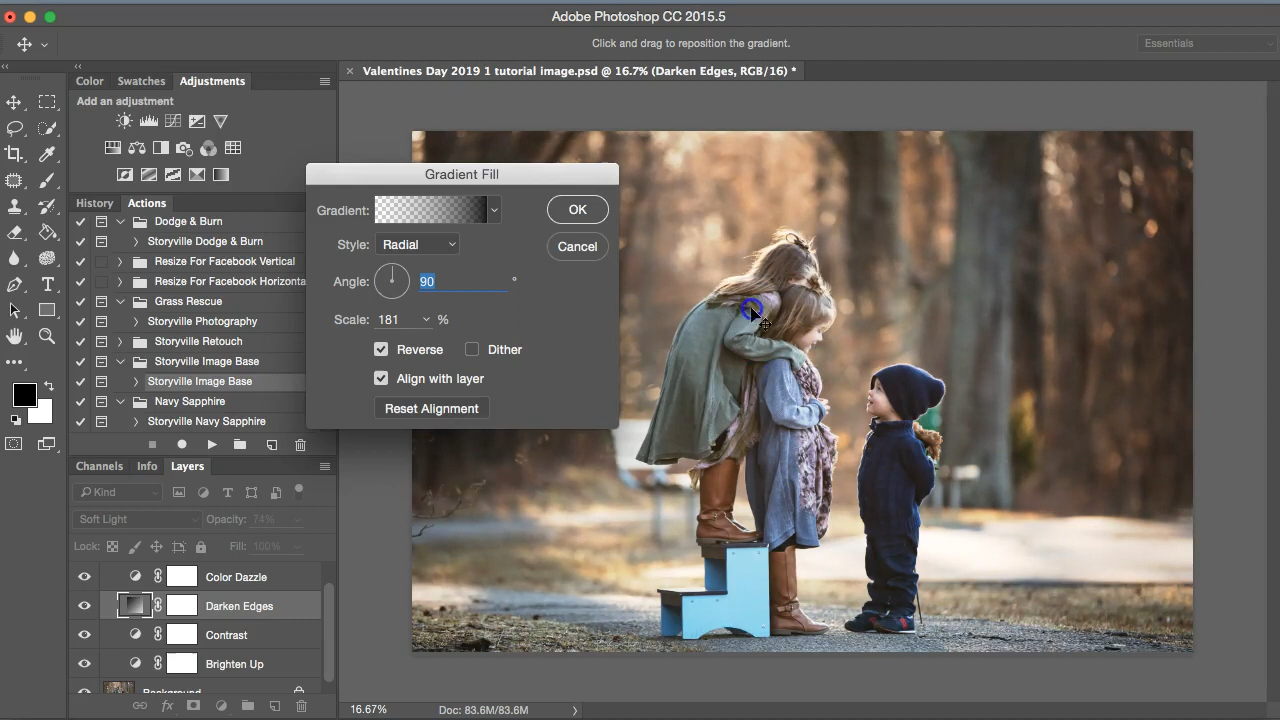 Adobe Photoshop CC 2015.5
Click and drag to reposition the gradient.
Essentials
Color Swatches Adjustments
Valentines Day 2019 1 tutorial image.psd @ 16.7% (Darken Edges, RGB/16) *
Add an adjustment
Gradient Fill
Gradient:
OK
Style: Radial
Cancel
Angle: 90 °
Scale: 181 %
Reverse Dither
Align with layer
Reset Alignment
History Actions
Dodge & Burn
Storyville Dodge & Burn
Resize For Facebook Vertical
Resize For Facebook Horizonta
Grass Rescue
Storyville Photography
Storyville Retouch
Storyville Image Base
Storyville Image Base
Navy Sapphire
Storyville Navy Sapphire
Channels Info Layers
Kind
Soft Light Opacity: 74%
Lock: Fill: 100%
Color Dazzle
Darken Edges
Contrast
Brighten Up
Background
16.67% Doc: 83.6M/83.6M